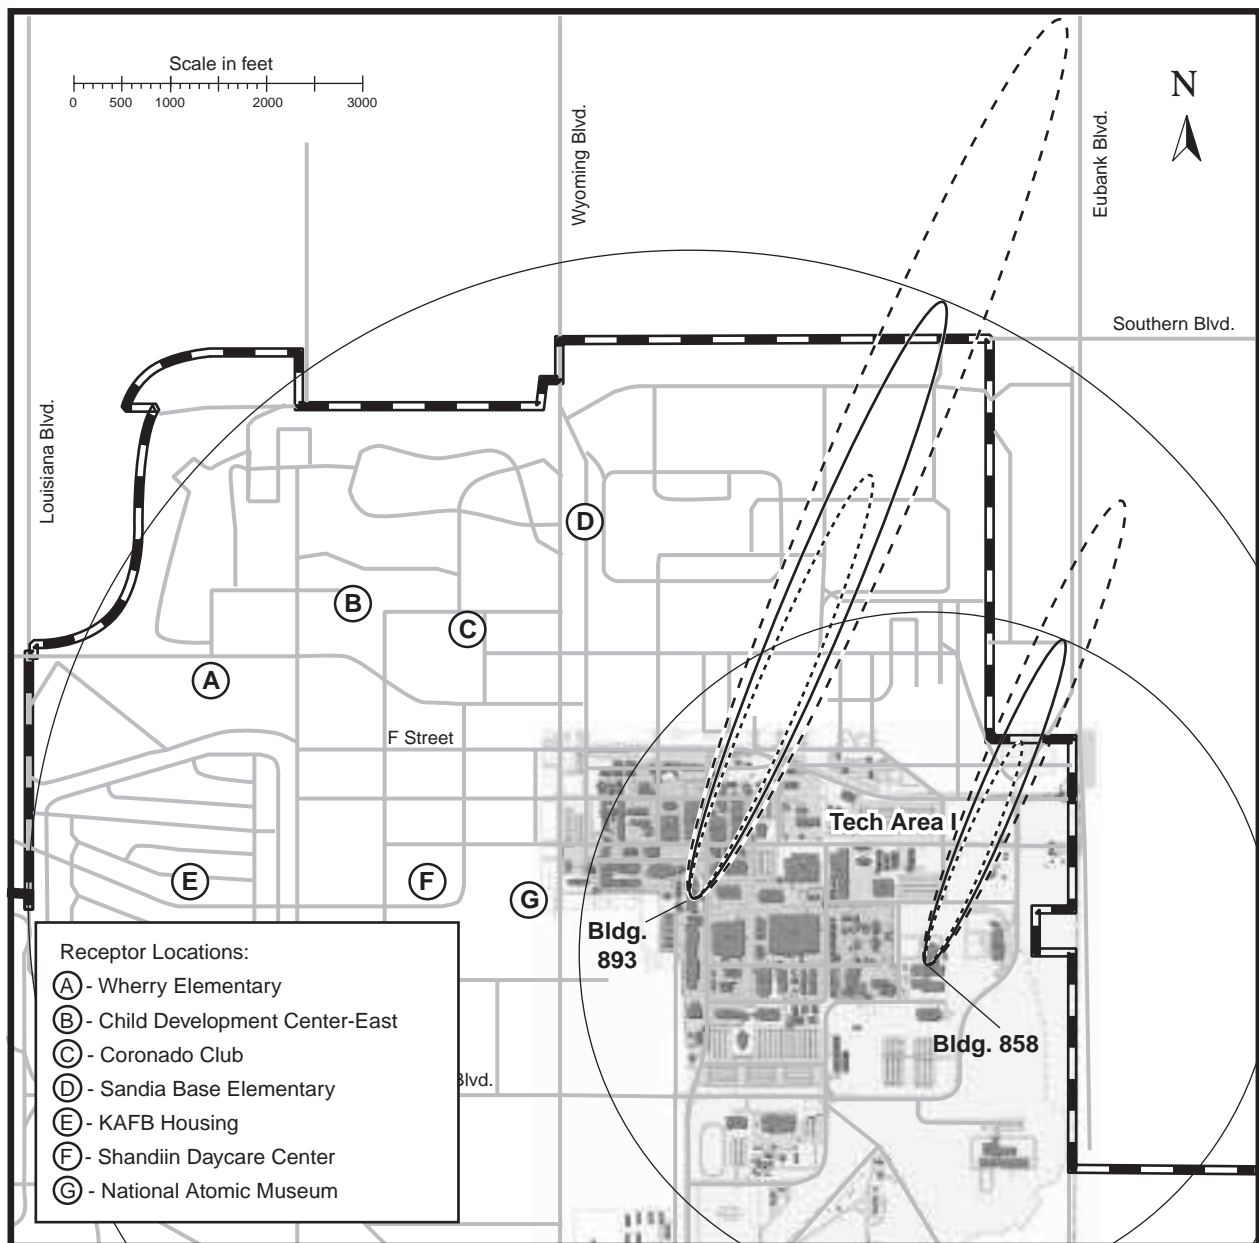 Scale in feet
0 500 1000 2000 3000
N
Wyoming Blvd.
Eubank Blvd.
Southern Blvd.
Louisiana Blvd.
D
B
C
A
F Street
Tech Area I
E
F
G
Bldg.
893
Bldg. 858
Blvd.
Receptor Locations:
A - Wherry Elementary
B - Child Development Center-East
C - Coronado Club
D - Sandia Base Elementary
E - KAFB Housing
F - Shandiin Daycare Center
G - National Atomic Museum